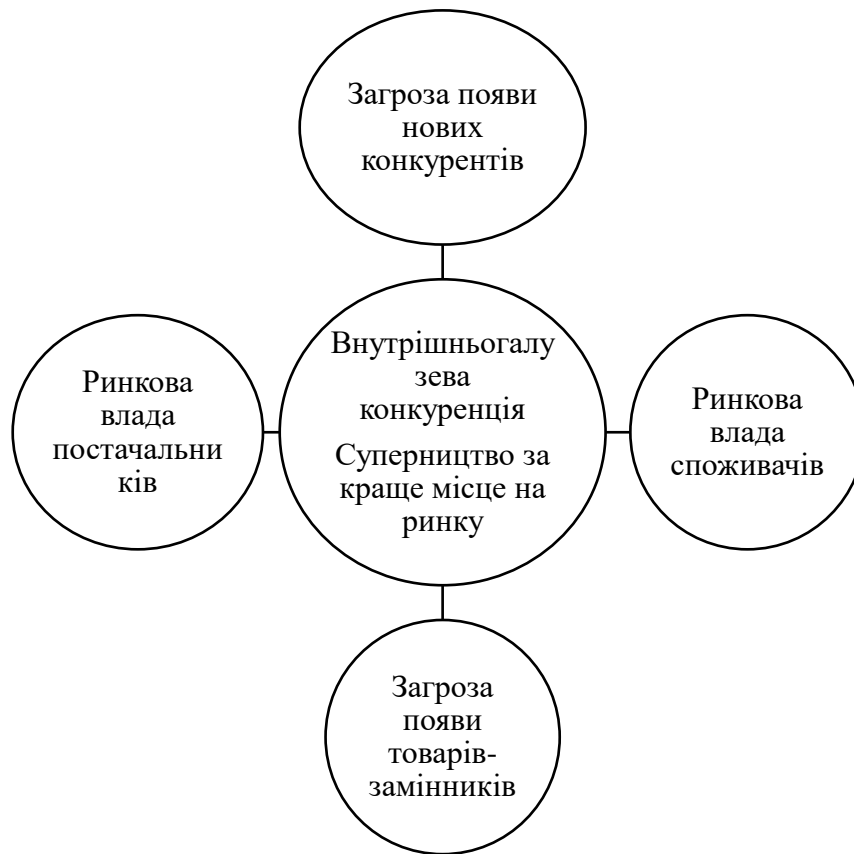 Загроза появи
нових
конкурентів
Ринкова
влада
постачальни
ків
Внутрішньогалу
зева
конкуренція
Суперництво за
краще місце на
ринку
Ринкова
влада
споживачів
Загроза
появи
товарів-
замінників